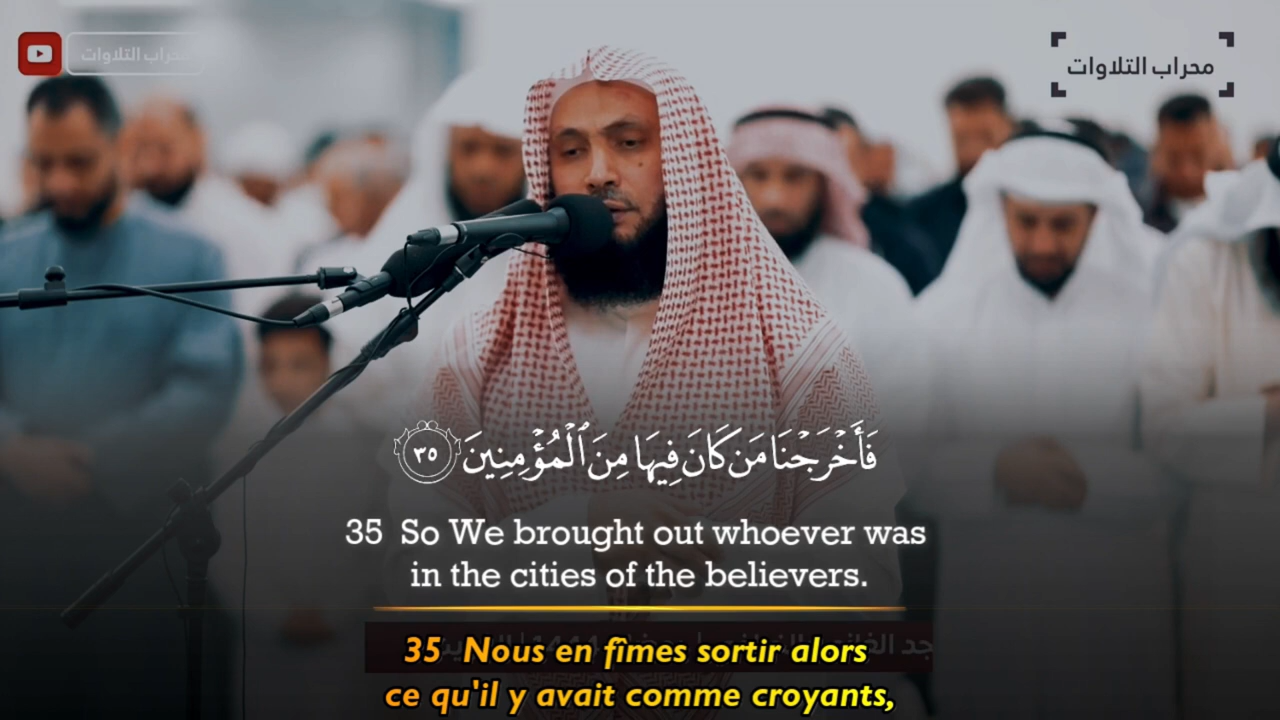 محراب التلاوات
محراب التلاوات
فَأَخْرَجْنَا مَن كَانَ فِيهَا مِنَ ٱلْمُؤْمِنِينَ ٣٥
35 So We brought out whoever was
in the cities of the believers.
35 Nous en fîmes sortir alors
ce qu'il y avait comme croyants,